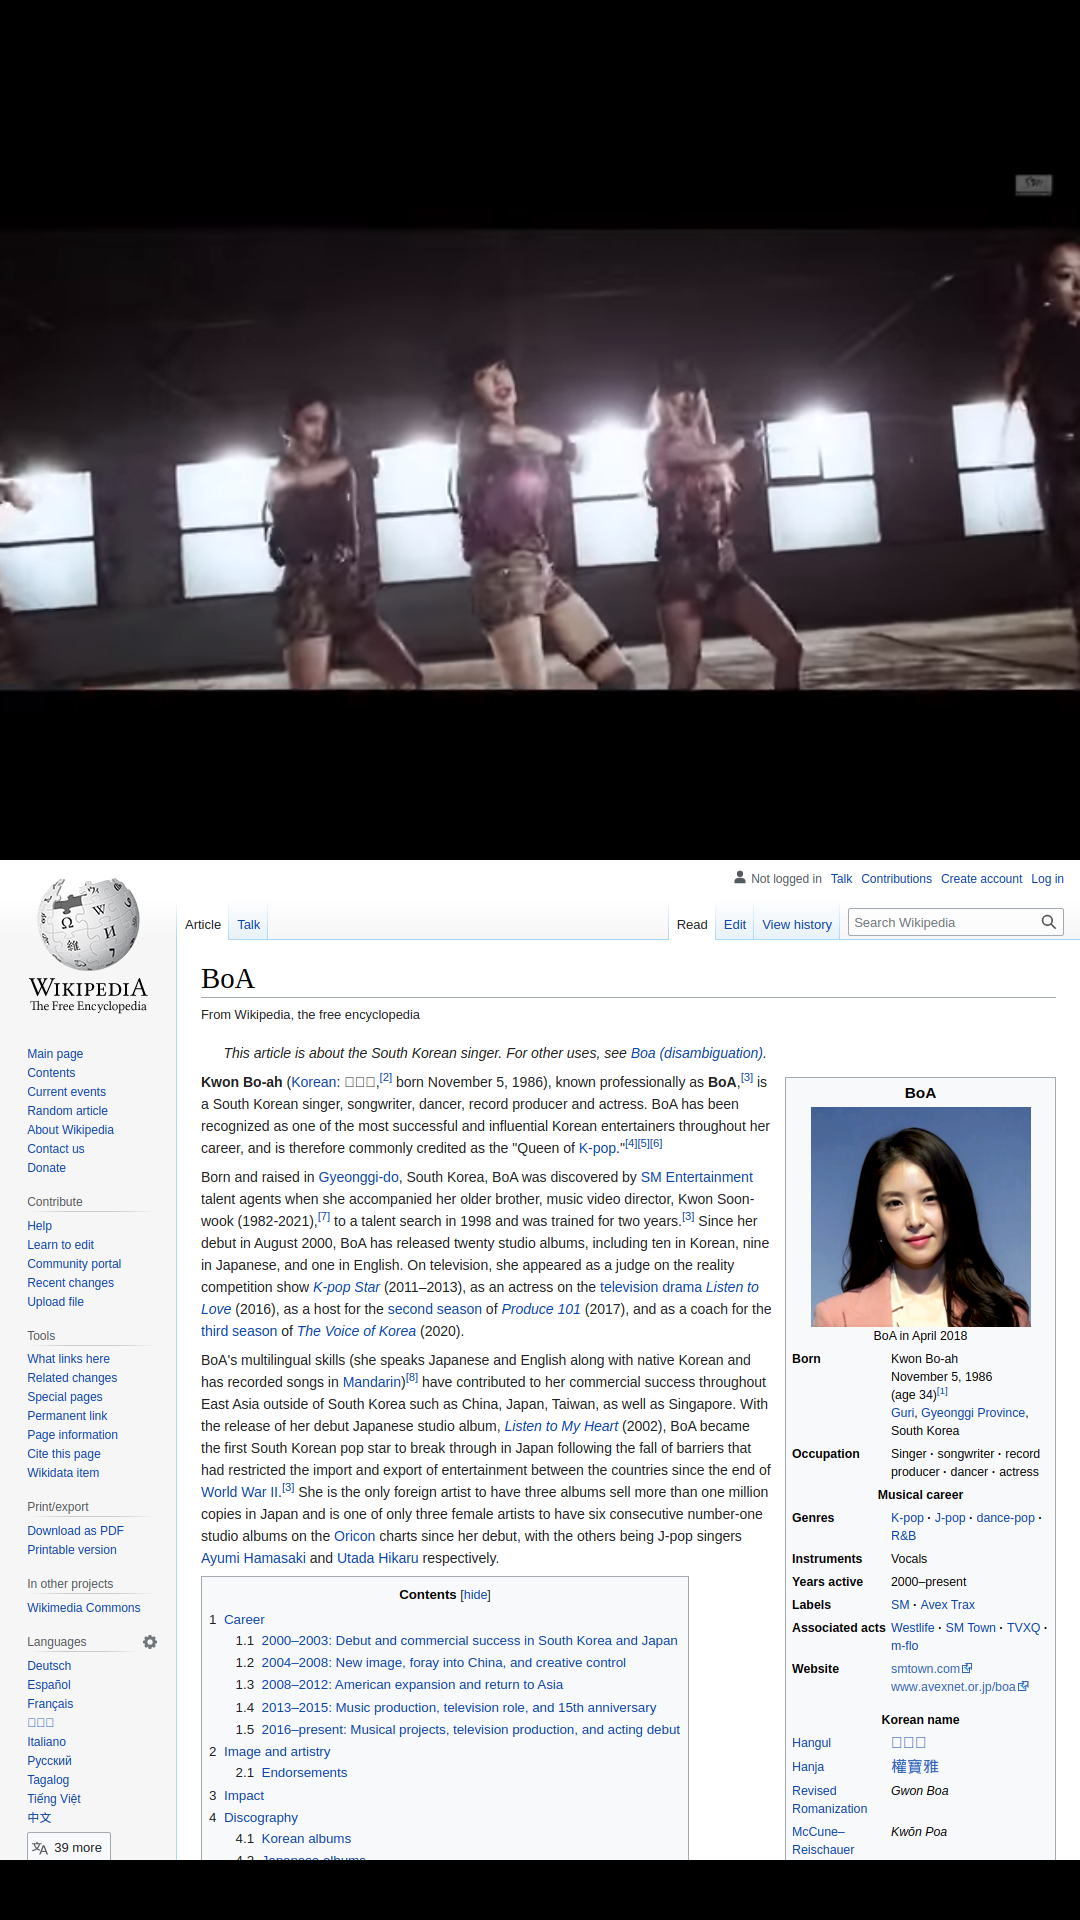 Not logged in Talk Contributions Create account Log in
Article Talk Read Edit View history Search Wikipedia
WIKIPEDIA
The Free Encyclopedia
Main page
Contents
Current events
Random article
About Wikipedia
Contact us
Donate
Contribute
Help
Learn to edit
Community portal
Recent changes
Upload file
Tools
What links here
Related changes
Special pages
Permanent link
Page information
Cite this page
Wikidata item
Print/export
Download as PDF
Printable version
In other projects
Wikimedia Commons
Languages
Deutsch
Español
Français
Italiano
Русский
Tagalog
Tiếng Việt
中文
39 more
BoA
From Wikipedia, the free encyclopedia
This article is about the South Korean singer. For other uses, see Boa (disambiguation).
Kwon Bo-ah (Korean: □□□,[2] born November 5, 1986), known professionally as BoA,[3] is
a South Korean singer, songwriter, dancer, record producer and actress. BoA has been
recognized as one of the most successful and influential Korean entertainers throughout her
career, and is therefore commonly credited as the "Queen of K-pop."[4][5][6]
Born and raised in Gyeonggi-do, South Korea, BoA was discovered by SM Entertainment
talent agents when she accompanied her older brother, music video director, Kwon Soon-
wook (1982-2021),[7] to a talent search in 1998 and was trained for two years.[3] Since her
debut in August 2000, BoA has released twenty studio albums, including ten in Korean, nine
in Japanese, and one in English. On television, she appeared as a judge on the reality
competition show K-pop Star (2011–2013), as an actress on the television drama Listen to
Love (2016), as a host for the second season of Produce 101 (2017), and as a coach for the
third season of The Voice of Korea (2020).
BoA's multilingual skills (she speaks Japanese and English along with native Korean and
has recorded songs in Mandarin)[8] have contributed to her commercial success throughout
East Asia outside of South Korea such as China, Japan, Taiwan, as well as Singapore. With
the release of her debut Japanese studio album, Listen to My Heart (2002), BoA became
the first South Korean pop star to break through in Japan following the fall of barriers that
had restricted the import and export of entertainment between the countries since the end of
World War II.[3] She is the only foreign artist to have three albums sell more than one million
copies in Japan and is one of only three female artists to have six consecutive number-one
studio albums on the Oricon charts since her debut, with the others being J-pop singers
Ayumi Hamasaki and Utada Hikaru respectively.
Contents [hide]
1 Career
1.1 2000–2003: Debut and commercial success in South Korea and Japan
1.2 2004–2008: New image, foray into China, and creative control
1.3 2008–2012: American expansion and return to Asia
1.4 2013–2015: Music production, television role, and 15th anniversary
1.5 2016–present: Musical projects, television production, and acting debut
2 Image and artistry
2.1 Endorsements
3 Impact
4 Discography
4.1 Korean albums
4.2 Japanese albums
BoA
BoA in April 2018
Born Kwon Bo-ah
November 5, 1986
(age 34)[1]
Guri, Gyeonggi Province,
South Korea
Occupation Singer · songwriter · record
producer · dancer · actress
Musical career
Genres K-pop · J-pop · dance-pop ·
R&B
Instruments Vocals
Years active 2000–present
Labels SM · Avex Trax
Associated acts Westlife · SM Town · TVXQ ·
m-flo
Website smtown.com
www.avexnet.or.jp/boa
Korean name
Hangul □□□
Hanja 權寶雅
Revised Gwon Boa
Romanization
McCune– Kwŏn Poa
Reischauer